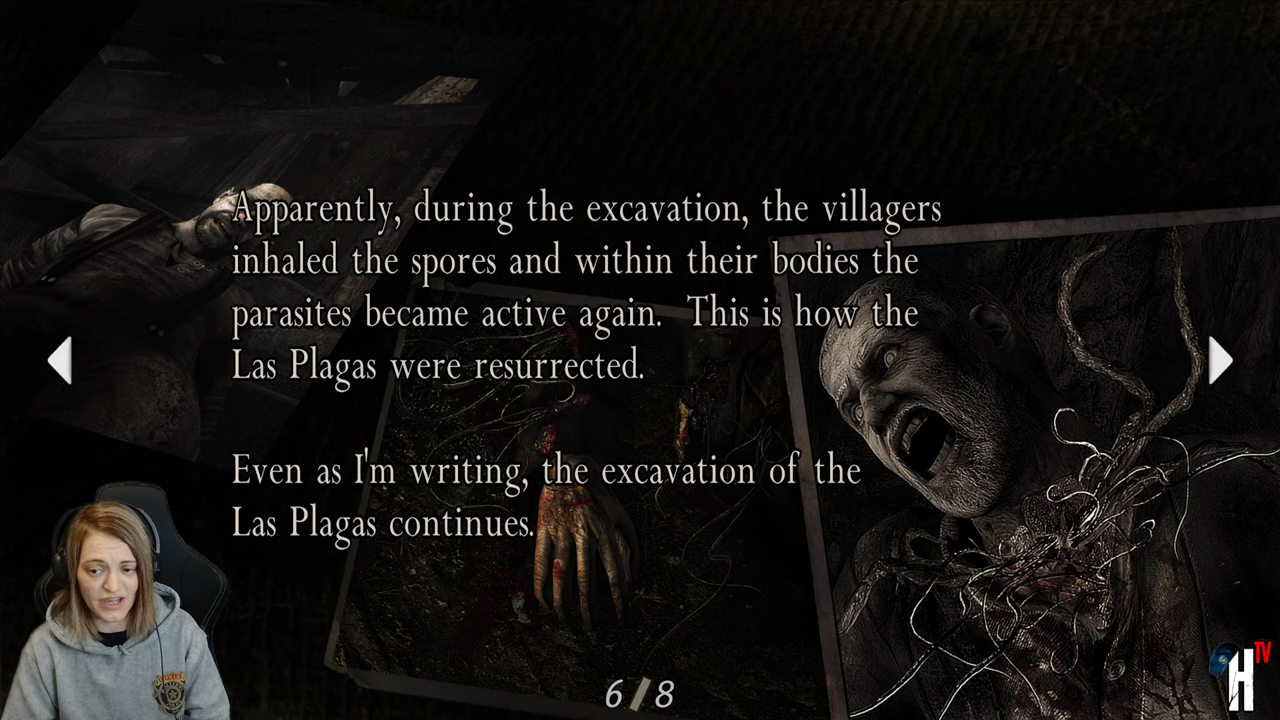 Apparently, during the excavation, the villagers
inhaled the spores and within their bodies the
parasites became active again.  This is how the
Las Plagas were resurrected.
Even as I'm writing, the excavation of the
Las Plagas continues.
6/8
H TV